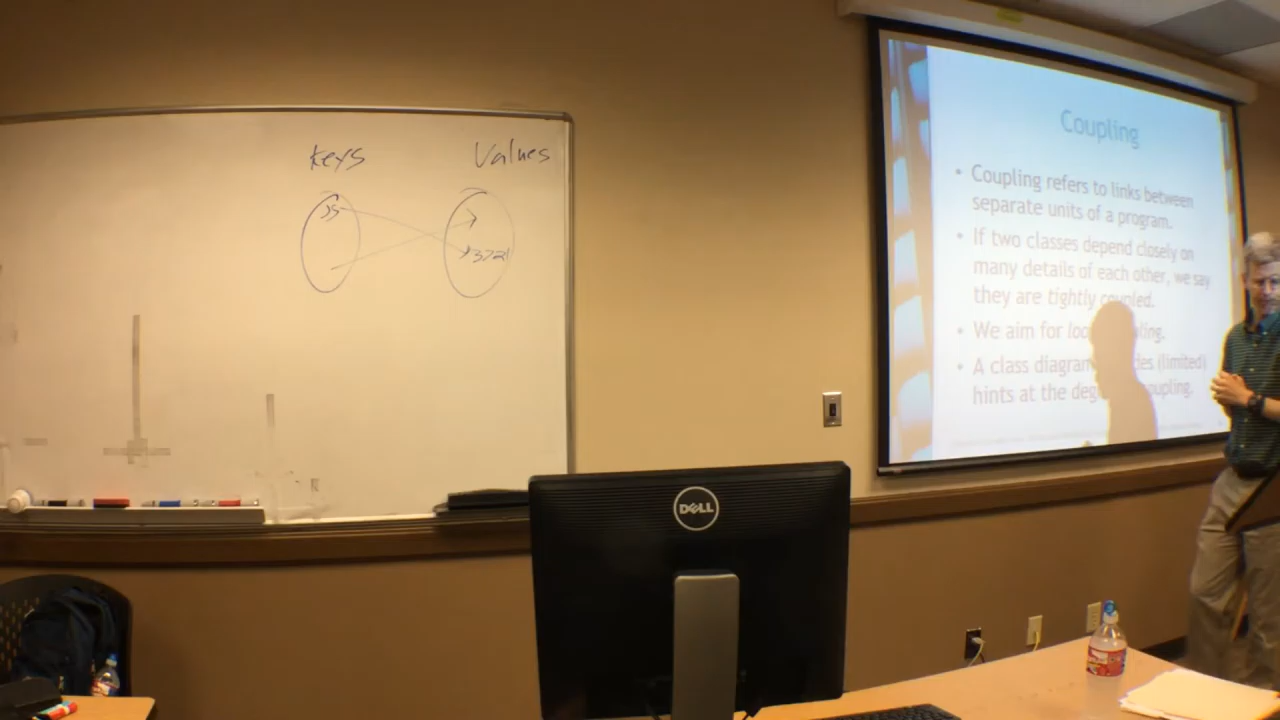 Keys Values
35
3721
DELL
Coupling
• Coupling refers to links between
separate units of a program.
• If two classes depend closely on
many details of each other, we say
they are tightly coupled.
• We aim for
• A class diagram (limited)
hints at the coupling.